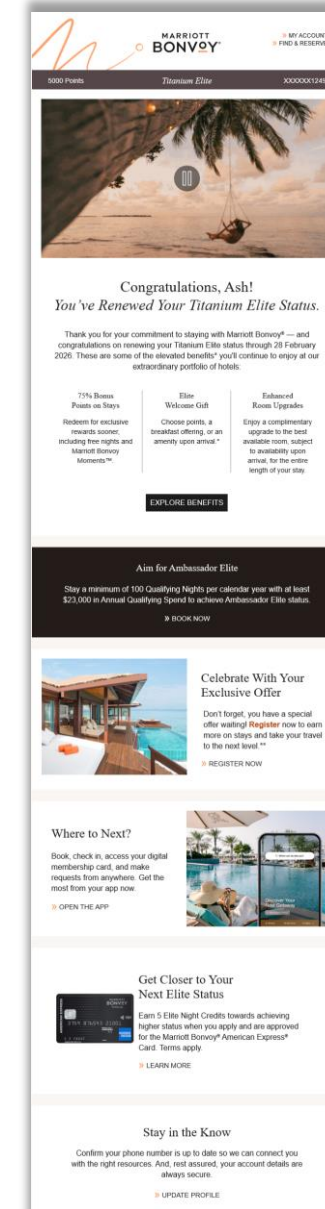 MARRIOTT
BONVOY
» MY ACCOUNT
» FIND & RESERVE
5000 Points
Titanium Elite
XXXXXX1249
Congratulations, Ash!
You've Renewed Your Titanium Elite Status.
Thank you for your commitment to staying with Marriott Bonvoy® — and
congratulations on renewing your Titanium Elite status through 28 February
2026. These are some of the elevated benefits* you'll continue to enjoy at our
extraordinary portfolio of hotels:
75% Bonus
Points on Stays
Redeem for exclusive
rewards sooner,
including free nights and
Marriott Bonvoy
Moments™.
Elite
Welcome Gift
Choose points, a
breakfast offering, or an
amenity upon arrival.*
Enhanced
Room Upgrades
Enjoy a complimentary
upgrade to the best
available room, subject
to availability upon
arrival, for the entire
length of your stay.
EXPLORE BENEFITS
Aim for Ambassador Elite
Stay a minimum of 100 Qualifying Nights per calendar year with at least
$23,000 in Annual Qualifying Spend to achieve Ambassador Elite status.
» BOOK NOW
Celebrate With Your
Exclusive Offer
Don't forget, you have a special
offer waiting! Register now to earn
more on stays and take your travel
to the next level.**
» REGISTER NOW
Where to Next?
Book, check in, access your digital
membership card, and make
requests from anywhere. Get the
most from your app now.
» OPEN THE APP
Discover Your
Next Getaway
Get Closer to Your
Next Elite Status
Earn 5 Elite Night Credits towards achieving
higher status when you apply and are approved
for the Marriott Bonvoy® American Express®
Card. Terms apply.
» LEARN MORE
MARRIOTT
BONVOY
Stay in the Know
Confirm your phone number is up to date so we can connect you
with the right resources. And, rest assured, your account details are
always secure.
» UPDATE PROFILE